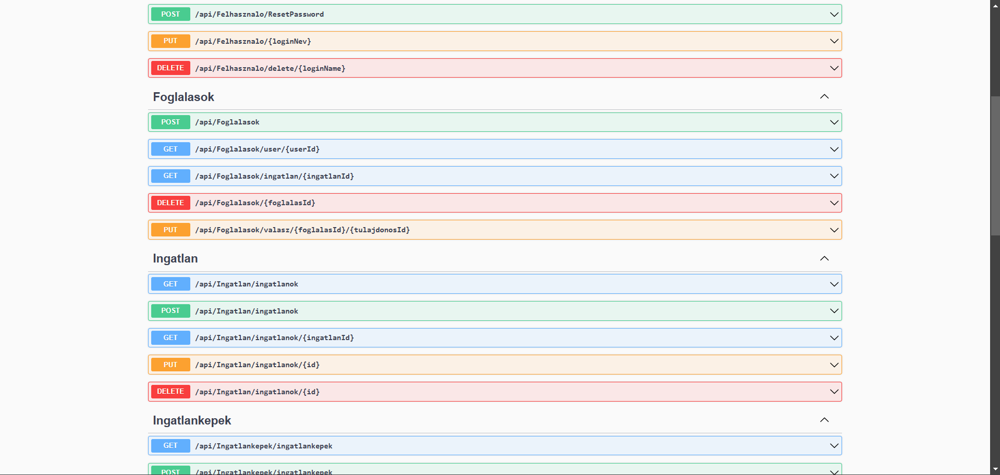 POST /api/Felhasznalo/ResetPassword
PUT /api/Felhasznalo/{loginNev}
DELETE /api/Felhasznalo/delete/{loginName}
Foglalasok
POST /api/Foglalasok
GET /api/Foglalasok/user/{userId}
GET /api/Foglalasok/ingatlan/{ingatlanId}
DELETE /api/Foglalasok/{foglalasId}
PUT /api/Foglalasok/valasz/{foglalasId}/{tulajdonosId}
Ingatlan
GET /api/Ingatlan/ingatlanok
POST /api/Ingatlan/ingatlanok
GET /api/Ingatlan/ingatlanok/{ingatlanId}
PUT /api/Ingatlan/ingatlanok/{id}
DELETE /api/Ingatlan/ingatlanok/{id}
Ingatlankepek
GET /api/Ingatlankepek/ingatlankepek
POST /api/Ingatlankepek/ingatlankepek